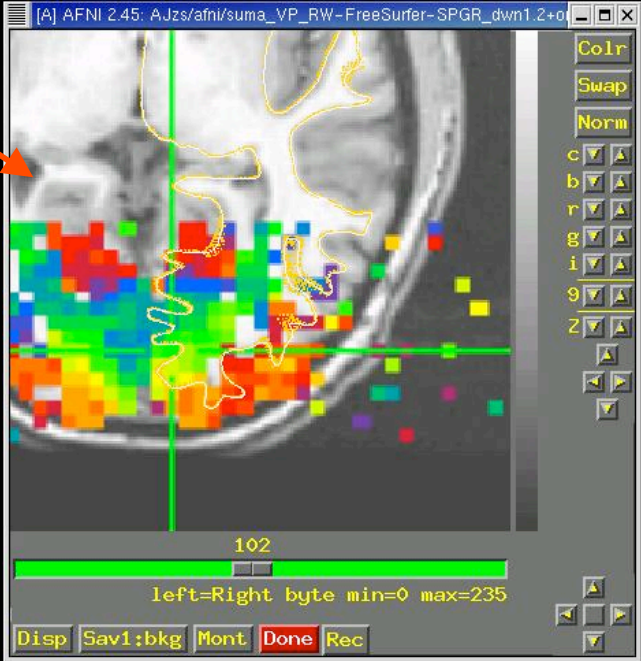 [A] AFNI 2.45: AJzs/afni/suma_VP_RW-FreeSurfer-SPGR_dwn1.2+o
Colr
Swap
Norm
c
b
r
g
i
9
Z
102
left=Right byte min=0 max=235
Disp Sav1:bkg Mont Done Rec